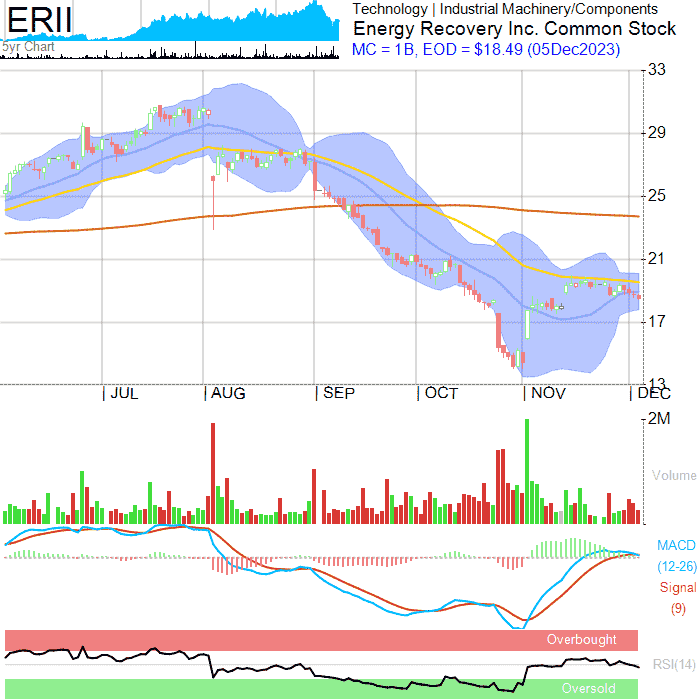 ERII
Technology | Industrial Machinery/Components
Energy Recovery Inc. Common Stock
5yr Chart
MC = 1B, EOD = $18.49 (05Dec2023)
33
29
25
21
17
13
| JUL | AUG | SEP | OCT | NOV | DEC
2M
Volume
MACD
(12-26)
Signal
(9)
Overbought
RSI(14)
Oversold